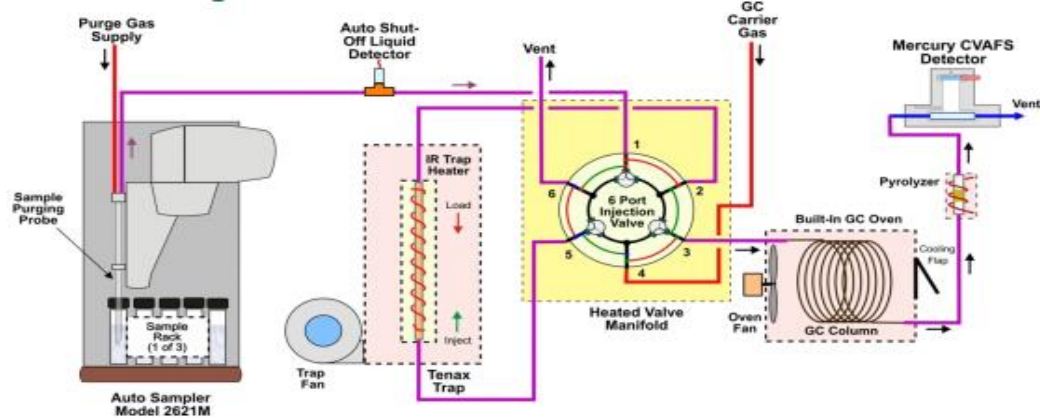 Purge Gas
Supply
Auto Shut-
Off Liquid
Detector
Vent
GC
Carrier
Gas
Mercury CVAFS
Detector
Vent
IR Trap
Heater
Load
Inject
1
2
3
4
5
6
6 Port
Injection
Valve
Pyrolyzer
Built-In GC Oven
Cooling
Flap
Sample
Purging
Probe
Sample
Rack
(1 of 3)
Heated Valve
Manifold
Oven
Fan
GC Column
Trap
Fan
Tenax
Trap
Auto Sampler
Model 2621M